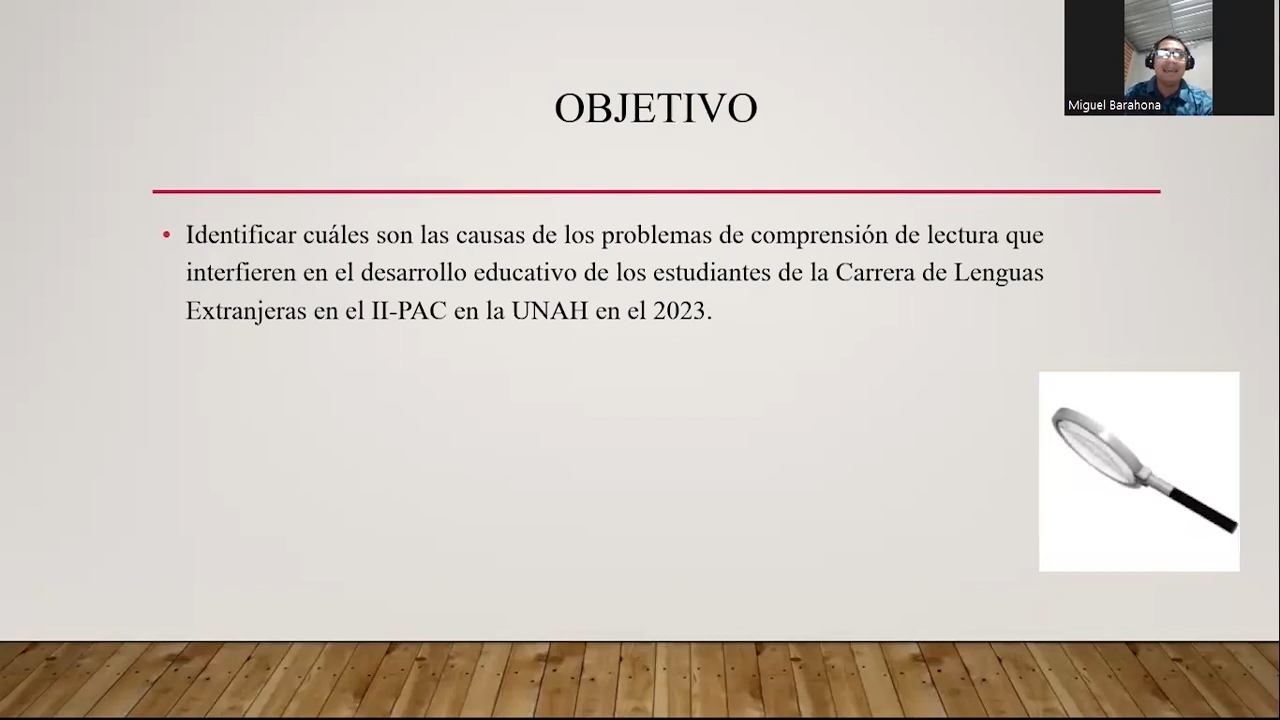 Miguel Barahona
OBJETIVO
• Identificar cuáles son las causas de los problemas de comprensión de lectura que
interfieren en el desarrollo educativo de los estudiantes de la Carrera de Lenguas
Extranjeras en el II-PAC en la UNAH en el 2023.